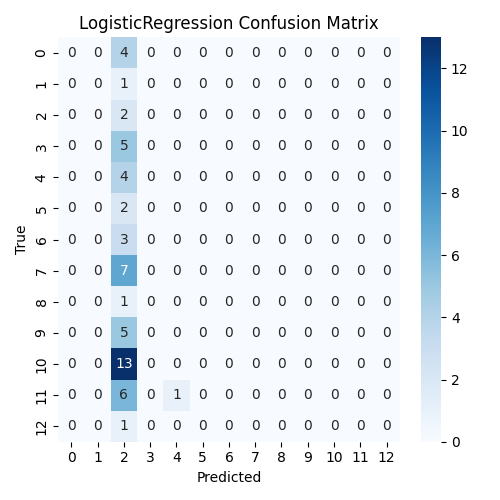 LogisticRegression Confusion Matrix
0 0 0 4 0 0 0 0 0 0 0 0 0 0
1 0 0 1 0 0 0 0 0 0 0 0 0 0
2 0 0 2 0 0 0 0 0 0 0 0 0 0
3 0 0 5 0 0 0 0 0 0 0 0 0 0
4 0 0 4 0 0 0 0 0 0 0 0 0 0
5 0 0 2 0 0 0 0 0 0 0 0 0 0
6 0 0 3 0 0 0 0 0 0 0 0 0 0
7 0 0 7 0 0 0 0 0 0 0 0 0 0
8 0 0 1 0 0 0 0 0 0 0 0 0 0
9 0 0 5 0 0 0 0 0 0 0 0 0 0
10 0 0 13 0 0 0 0 0 0 0 0 0 0
11 0 0 6 0 1 0 0 0 0 0 0 0 0
12 0 0 1 0 0 0 0 0 0 0 0 0 0
0 1 2 3 4 5 6 7 8 9 10 11 12
Predicted
True
12
10
8
6
4
2
0